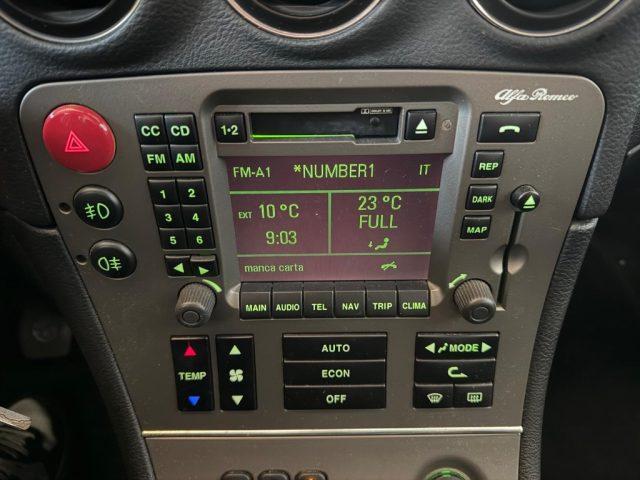 Alfa Romeo
CC CD
FM AM
1•2
1 2
3 4
5 6
FM-A1 *NUMBER1 IT
EXT 10 °C
9:03
23 °C
FULL
manca carta
REP
DARK
MAP
MAIN AUDIO TEL NAV TRIP CLIMA
TEMP
AUTO
ECON
OFF
MODE